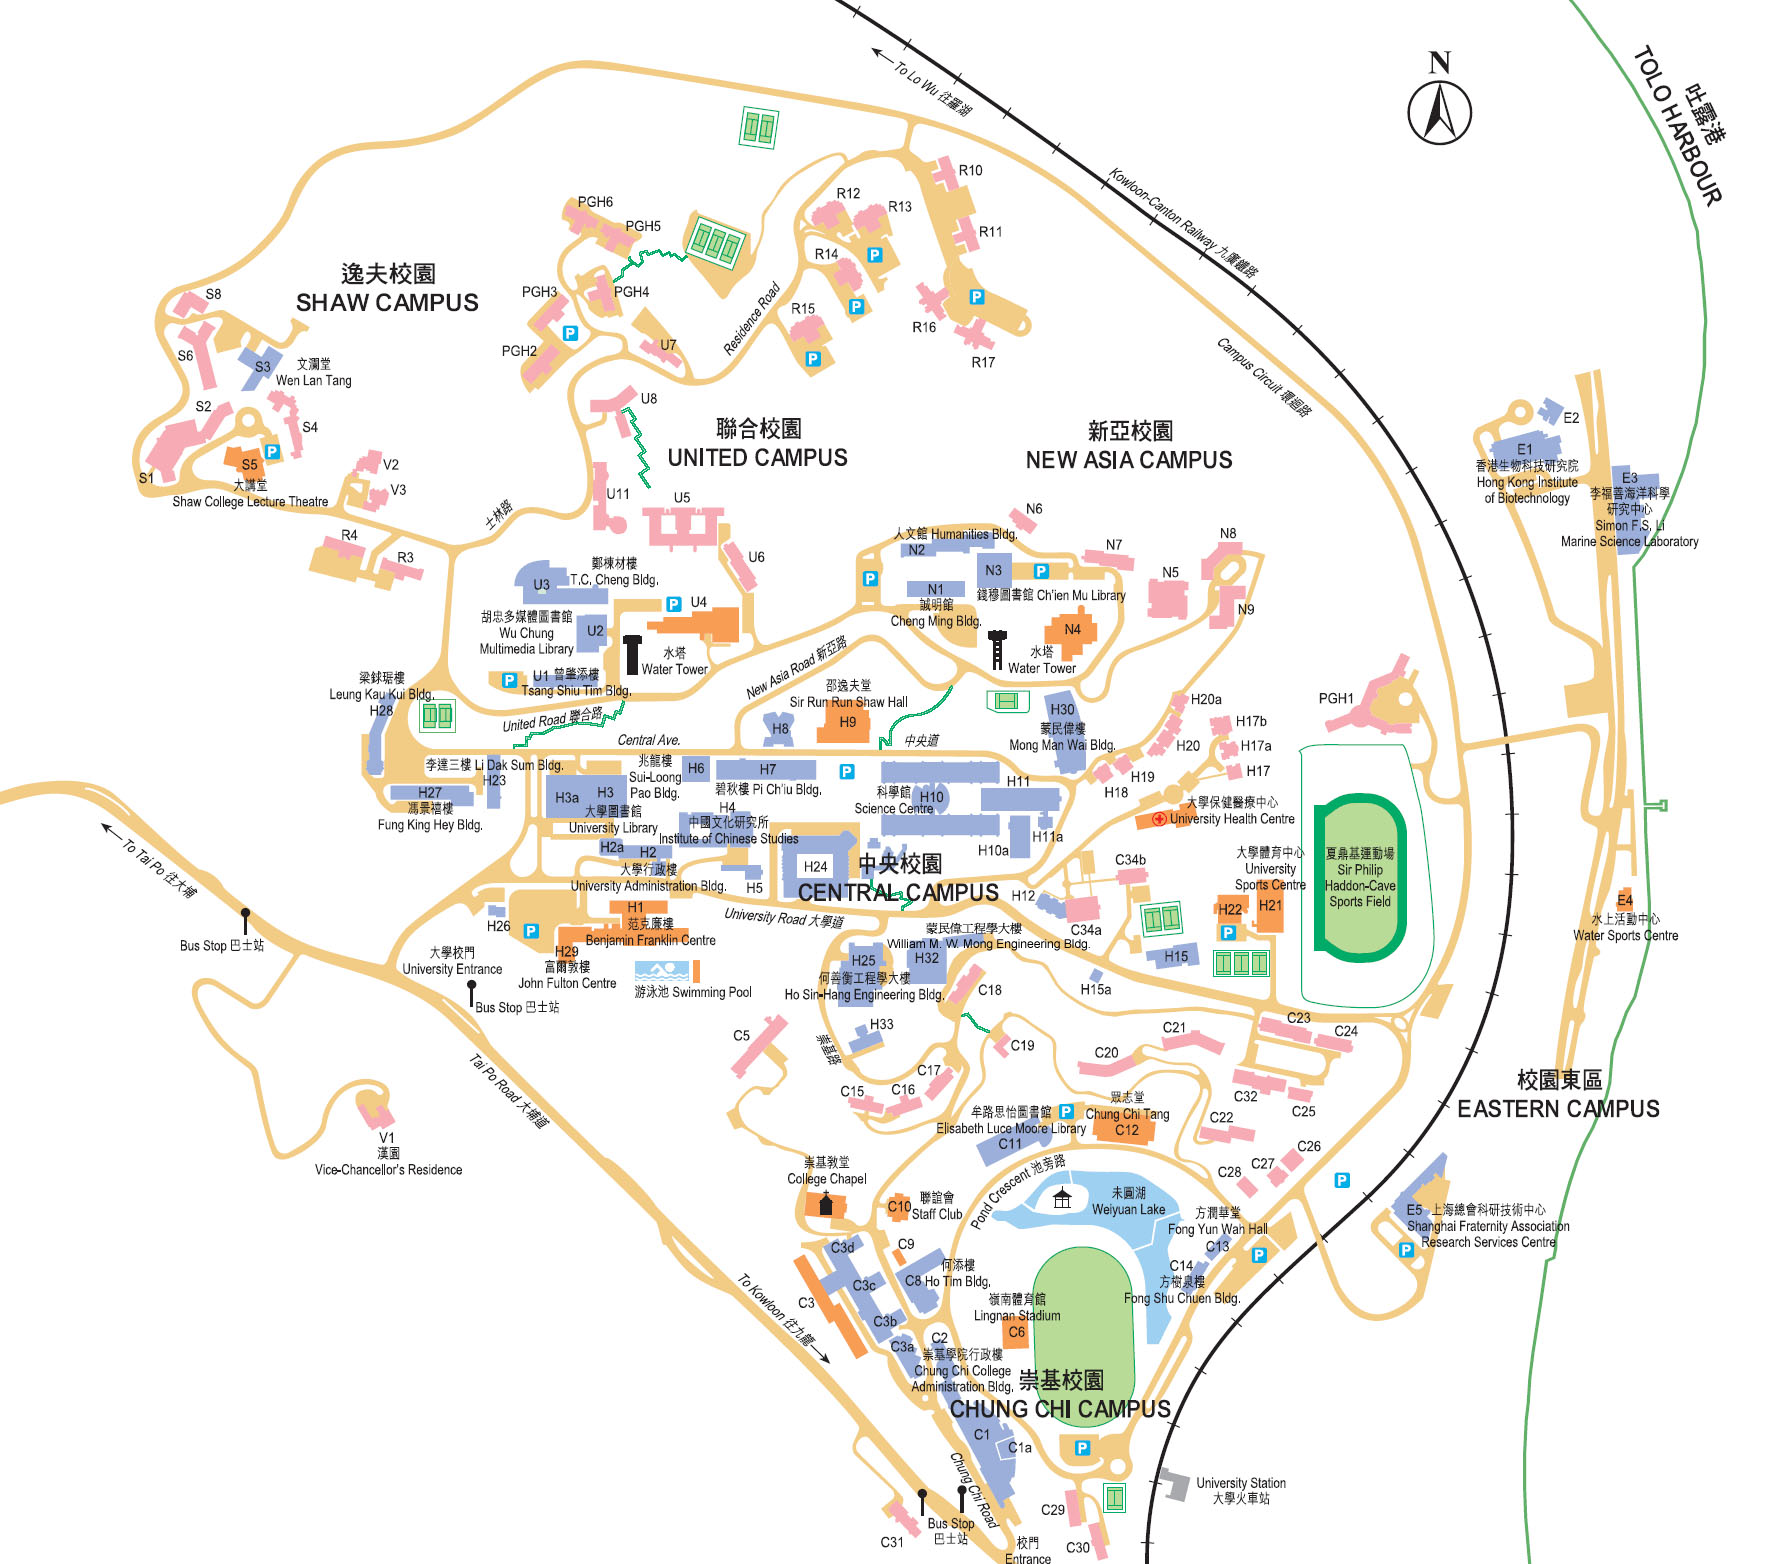 N
吐露港
TOLO HARBOUR
To Lo Wu 往羅湖
Kowloon-Canton Railway 九廣鐵路
Campus Circuit 環迴路
R10
R11
R12
R13
R14
R15
R16
R17
P
P
P
P
Residence Road
PGH6
PGH5
PGH4
PGH3
PGH2
P
U7
U8
逸夫校園
SHAW CAMPUS
S8
S6
S3
文瀾堂
Wen Lan Tang
S2
S4
S1
S5
P
大講堂
Shaw College Lecture Theatre
V2
V3
R4
R3
士林路
聯合校園
UNITED CAMPUS
U11
U5
U6
鄭棟材樓
T.C. Cheng Bldg.
U3
U4
P
胡忠多媒體圖書館
Wu Chung
Multimedia Library
U2
水塔
Water Tower
P
U1 曾肇添樓
Tsang Shiu Tim Bldg.
United Road 聯合路
新亞校園
NEW ASIA CAMPUS
N6
人文館 Humanities Bldg.
N2
N7
N8
N3
P
P
N5
N1
誠明館
Cheng Ming Bldg.
錢穆圖書館 Ch'ien Mu Library
N9
N4
水塔
Water Tower
New Asia Road 新亞路
E2
E1
香港生物科技研究院
Hong Kong Institute
of Biotechnology
E3
李福善海洋科學
研究中心
Simon F.S. Li
Marine Science Laboratory
梁銶琚樓
Leung Kau Kui Bldg.
H28
邵逸夫堂
Sir Run Run Shaw Hall
H8
H9
H30
蒙民偉樓
Mong Man Wai Bldg.
H20a
H20
H17b
H17a
H17
H19
H18
PGH1
Central Ave.
中央道
李達三樓 Li Dak Sum Bldg.
H23
H27
馮景禧樓
Fung King Hey Bldg.
兆龍樓
Sui-Loong
Pao Bldg.
H6
H7
碧秋樓 Pi Ch'iu Bldg.
P
H3a
H3
大學圖書館
University Library
H4
中國文化研究所
Institute of Chinese Studies
科學館
Science Centre
H10
H11
H10a
H11a
大學保健醫療中心
University Health Centre
H2a
H2
大學行政樓
University Administration Bldg.
H5
H24
中央校園
CENTRAL CAMPUS
C34b
C34a
H12
大學體育中心
University
Sports Centre
H22
H21
P
夏鼎基運動場
Sir Philip
Haddon-Cave
Sports Field
E4
水上活動中心
Water Sports Centre
To Tai Po 往大埔
Bus Stop 巴士站
大學校門
University Entrance
Bus Stop 巴士站
H26
P
H1
范克廉樓
Benjamin Franklin Centre
H29
富爾敦樓
John Fulton Centre
游泳池 Swimming Pool
University Road 大學道
蒙民偉工程學大樓
William M. W. Mong Engineering Bldg.
H25
H32
何善衡工程學大樓
Ho Sin-Hang Engineering Bldg.
H33
H15
H15a
C18
C19
C5
崇基路
C15
C16
C17
C20
C21
C23
C24
C32
C25
C22
C26
C27
C28
Tai Po Road 大埔道
V1
漢園
Vice-Chancellor's Residence
校園東區
EASTERN CAMPUS
牟路思怡圖書館
Elisabeth Luce Moore Library
C11
P
眾志堂
Chung Chi Tang
C12
崇基教堂
College Chapel
C10
聯誼會
Staff Club
Pond Crescent 池旁路
未圓湖
Weiyuan Lake
方潤華堂
Fong Yun Wah Hall
C13
C14
方樹泉樓
Fong Shu Chuen Bldg.
P
P
E5
上海總會科研技術中心
Shanghai Fraternity Association
Research Services Centre
P
C3d
C9
C3c
C8
何添樓
Ho Tim Bldg.
C3
C3b
C3a
C2
崇基學院行政樓
Chung Chi College
Administration Bldg.
嶺南體育館
Lingnan Stadium
C6
To Kowloon 往九龍
崇基校園
CHUNG CHI CAMPUS
C1
C1a
P
Chung Chi Road
University Station
大學火車站
C29
C30
C31
Bus Stop
巴士站
校門
Entrance